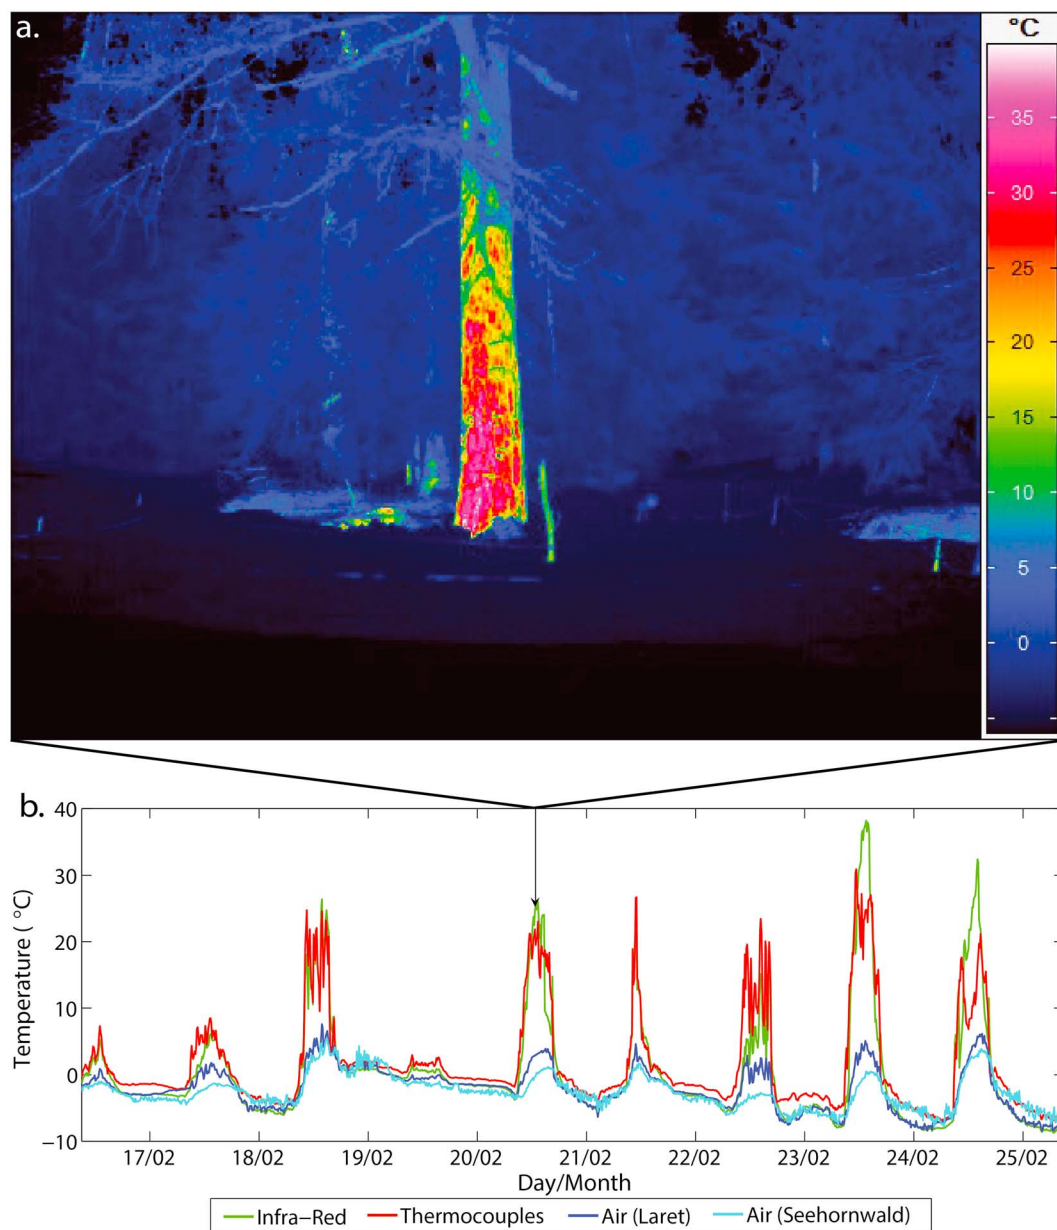 a.
°C
35
30
25
20
15
10
5
0
b.
40
30
20
10
0
−10
Temperature ( °C)
17/02
18/02
19/02
20/02
21/02
22/02
23/02
24/02
25/02
Day/Month
Infra−Red
Thermocouples
Air (Laret)
Air (Seehornwald)